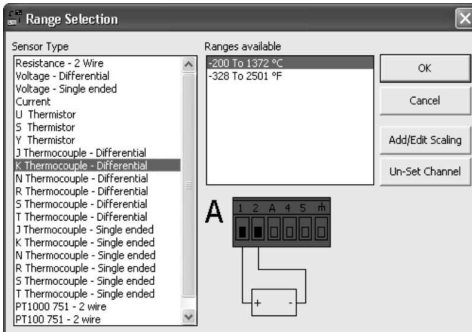 Range Selection
Sensor Type
Resistance - 2 Wire
Voltage - Differential
Voltage - Single ended
Current
U Thermistor
S Thermistor
Y Thermistor
J Thermocouple - Differential
K Thermocouple - Differential
N Thermocouple - Differential
R Thermocouple - Differential
S Thermocouple - Differential
T Thermocouple - Differential
J Thermocouple - Single ended
K Thermocouple - Single ended
N Thermocouple - Single ended
R Thermocouple - Single ended
S Thermocouple - Single ended
T Thermocouple - Single ended
PT1000 751 - 2 wire
PT100 751 - 2 wire
Ranges available
-200 To 1372 °C
-328 To 2501 °F
OK
Cancel
Add/Edit Scaling
Un-Set Channel
A
1 2 A 4 5
+ -